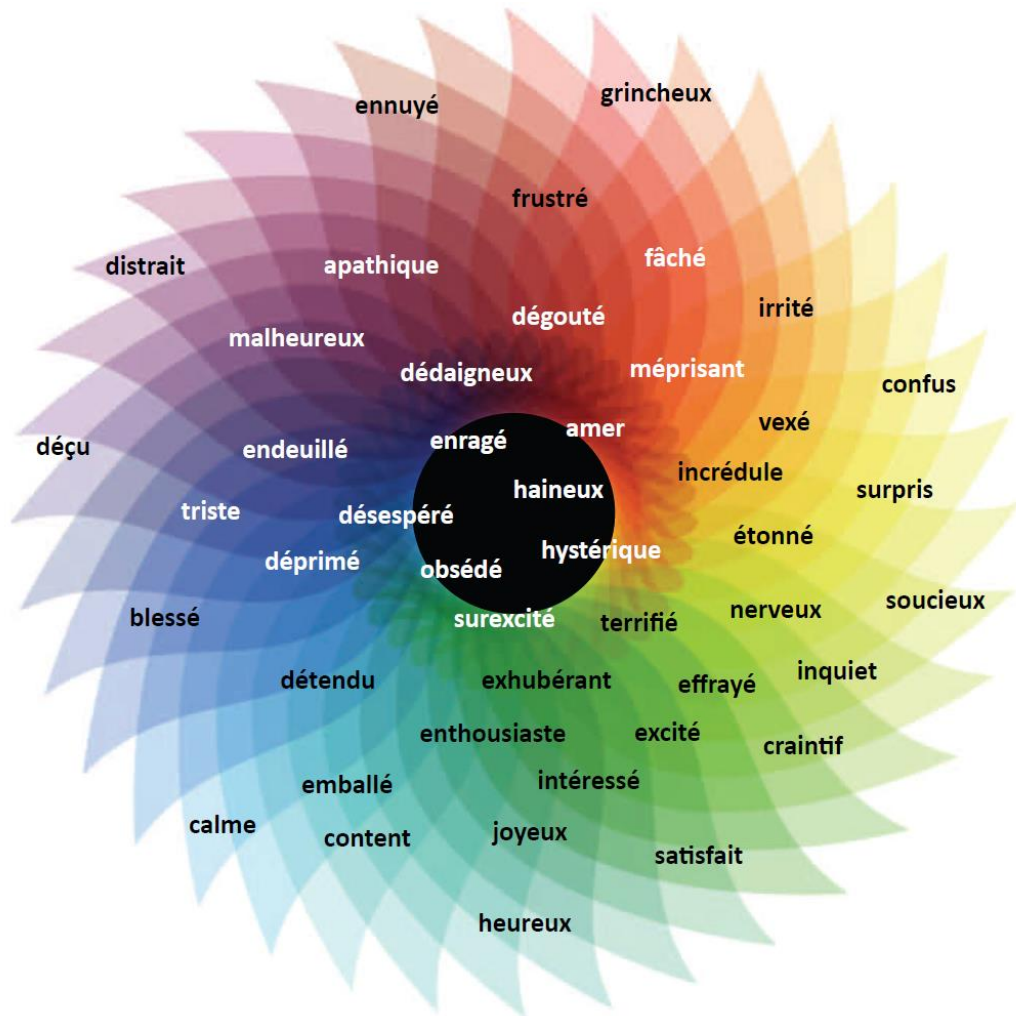 grincheux
ennuyé
frustré
fâché
distrait
apathique
irrité
dégouté
malheureux
méprisant
dédaigneux
confus
vexé
amer
enragé
déçu
endeuillé
incrédule
haineux
surpris
triste
désespéré
étonné
hystérique
déprimé
obsédé
soucieux
nerveux
blessé
surexcité
terrifié
inquiet
détendu
exhubérant
effrayé
enthousiaste
excité
craintif
intéressé
emballé
calme
joyeux
content
satisfait
heureux